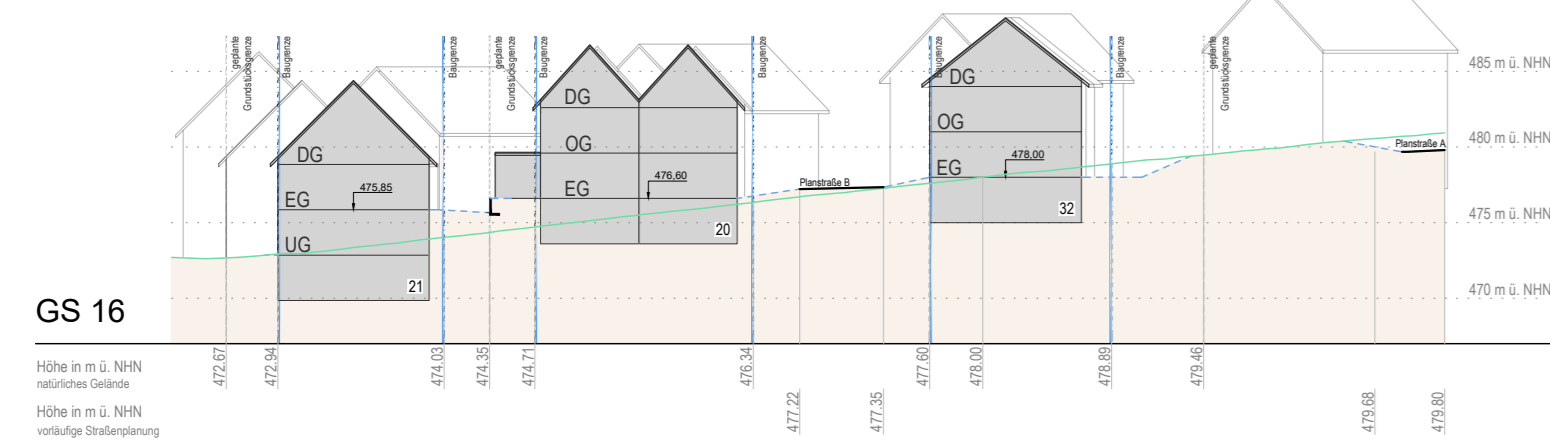 geplante
Grundstücksgrenze
Baugrenze
Baugrenze
geplante
Grundstücksgrenze
Baugrenze
Baugrenze
Baugrenze
Baugrenze
geplante
Grundstücksgrenze
485 m ü. NHN
480 m ü. NHN
475 m ü. NHN
470 m ü. NHN
DG
EG
475,85
UG
21
DG
OG
EG
476,60
20
Planstraße B
DG
OG
EG
478,00
32
Planstraße A
GS 16
Höhe in m ü. NHN
natürliches Gelände
472.67
472.94
474.03
474.35
474.71
476.34
477.60
478.00
478.89
479.46
Höhe in m ü. NHN
vorläufige Straßenplanung
477.22
477.35
479.68
479.80